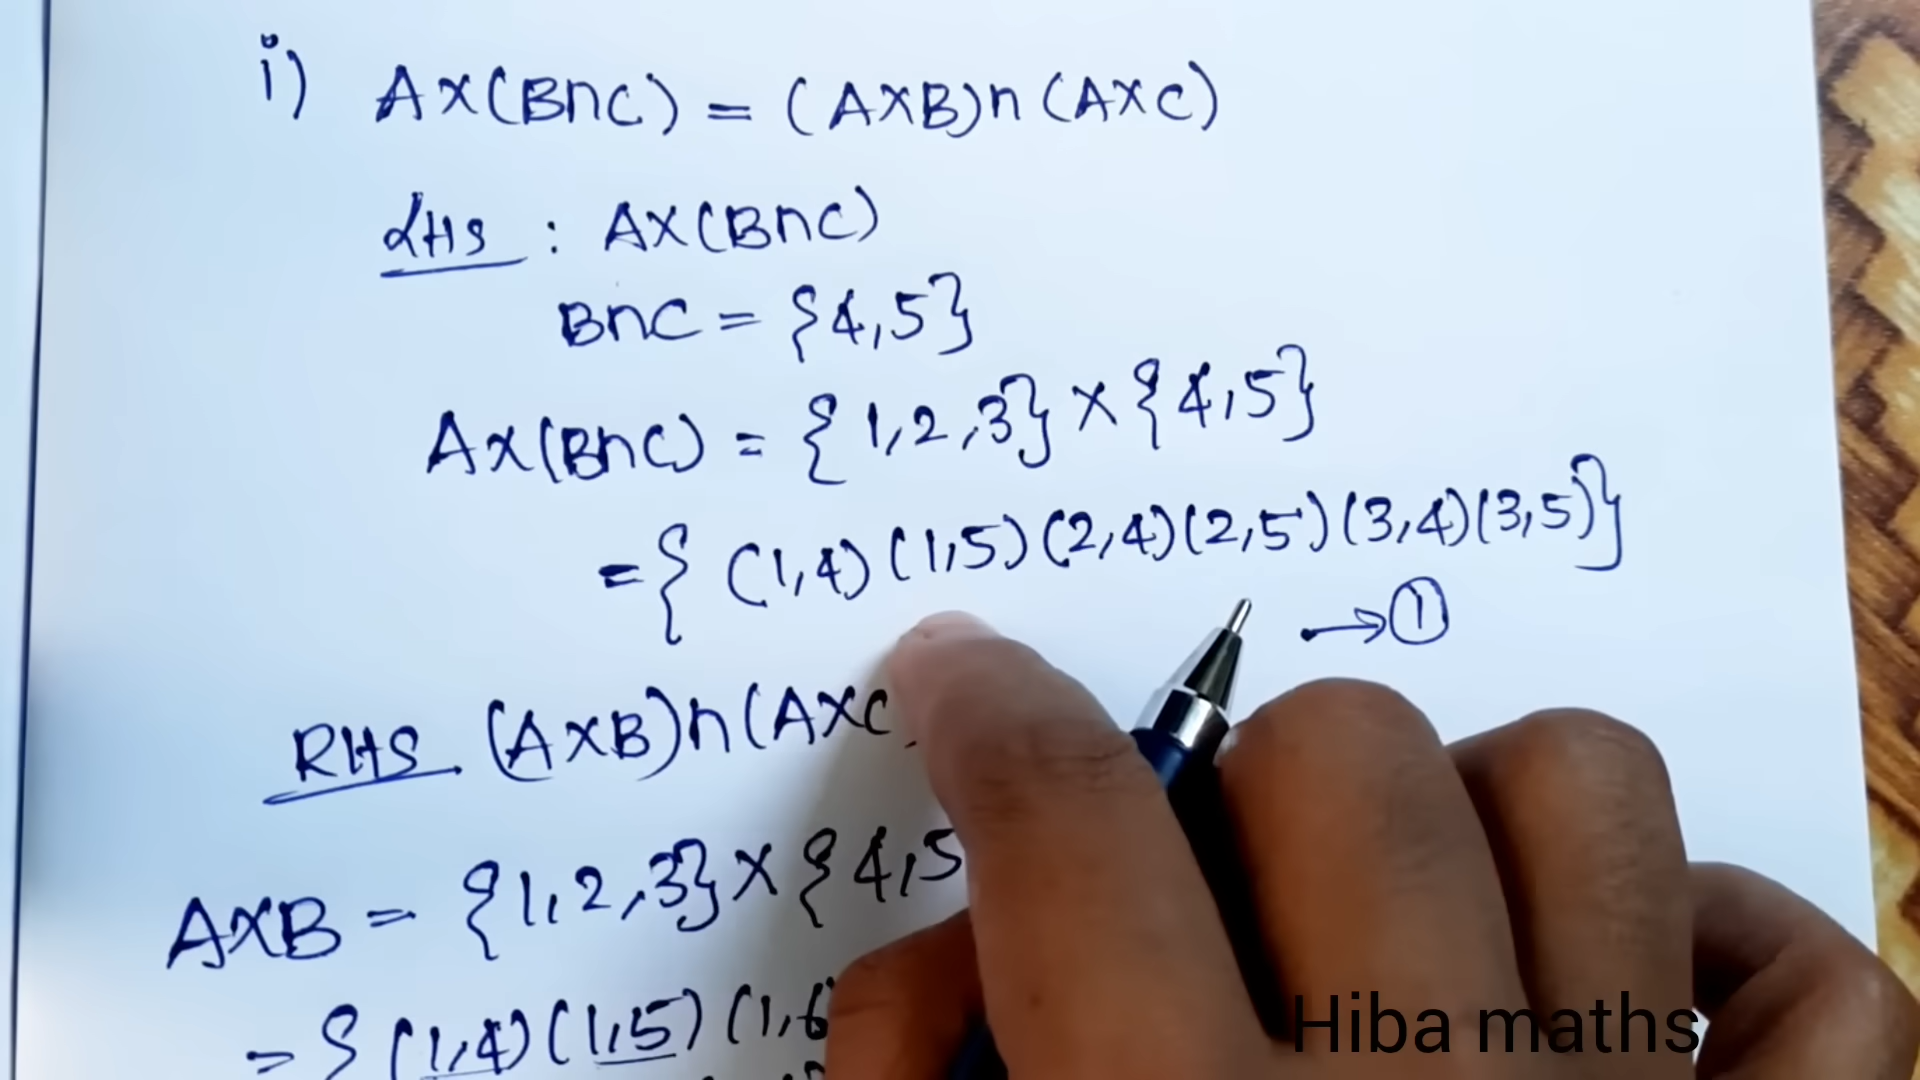 i) A×(B∩C) = (A×B)∩(A×C)
LHS : A×(B∩C)
B∩C = {4,5}
A×(B∩C) = {1,2,3}×{4,5}
={ (1,4)(1,5)(2,4)(2,5)(3,4)(3,5)}
→①
RHS. (A×B)∩(A×C
A×B = {1,2,3}×{4,5
= { (1,4)(1,5)(1,6
Hiba maths